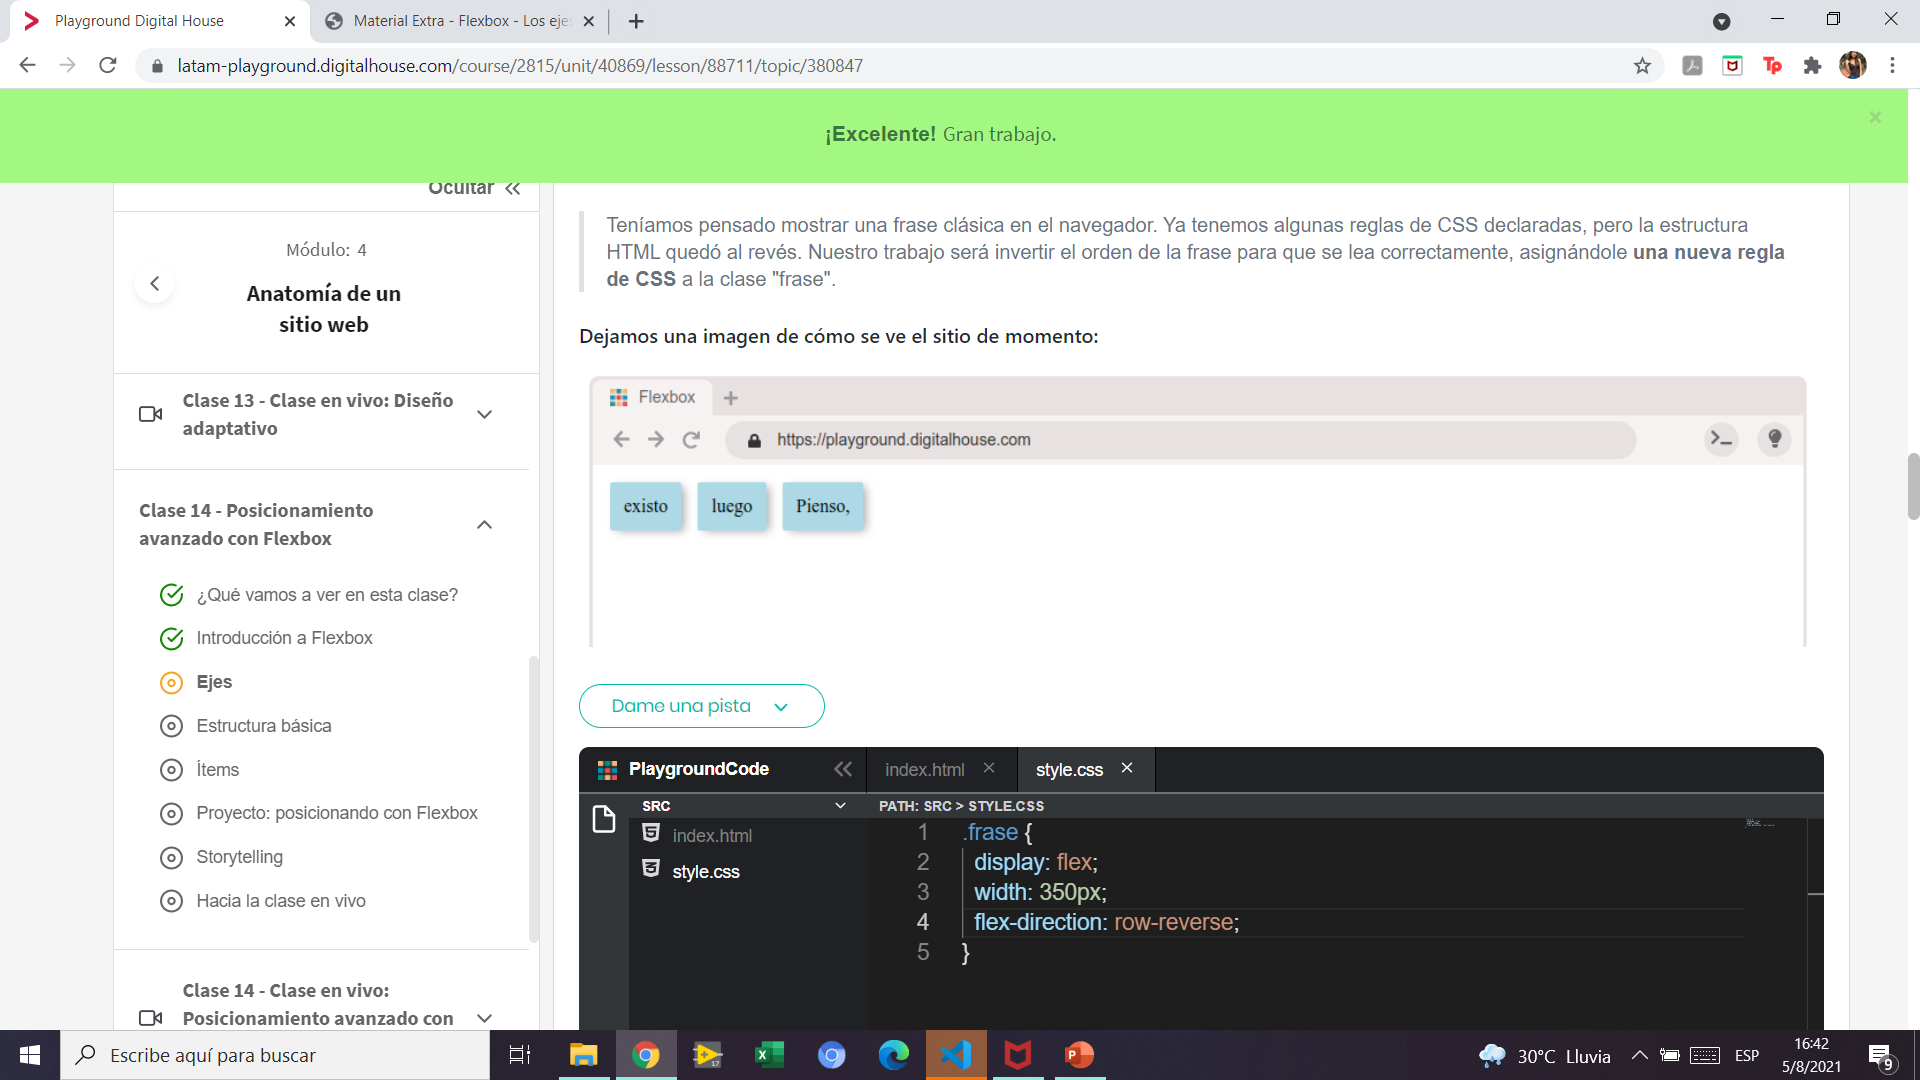 Playground Digital House
Material Extra - Flexbox - Los eje
latam-playground.digitalhouse.com/course/2815/unit/40869/lesson/88711/topic/380847
¡Excelente! Gran trabajo.
Ocultar
Módulo: 4
Anatomía de un
sitio web
Clase 13 - Clase en vivo: Diseño
adaptativo
Clase 14 - Posicionamiento
avanzado con Flexbox
¿Qué vamos a ver en esta clase?
Introducción a Flexbox
Ejes
Estructura básica
Ítems
Proyecto: posicionando con Flexbox
Storytelling
Hacia la clase en vivo
Clase 14 - Clase en vivo:
Posicionamiento avanzado con
Teníamos pensado mostrar una frase clásica en el navegador. Ya tenemos algunas reglas de CSS declaradas, pero la estructura
HTML quedó al revés. Nuestro trabajo será invertir el orden de la frase para que se lea correctamente, asignándole una nueva regla
de CSS a la clase "frase".
Dejamos una imagen de cómo se ve el sitio de momento:
Flexbox
https://playground.digitalhouse.com
existo luego Pienso,
Dame una pista
PlaygroundCode
index.html style.css
SRC
PATH: SRC > STYLE.CSS
index.html
style.css
1 .frase {
2 display: flex;
3 width: 350px;
4 flex-direction: row-reverse;
5 }
Escribe aquí para buscar
30°C Lluvia
ESP
16:42
5/8/2021
9